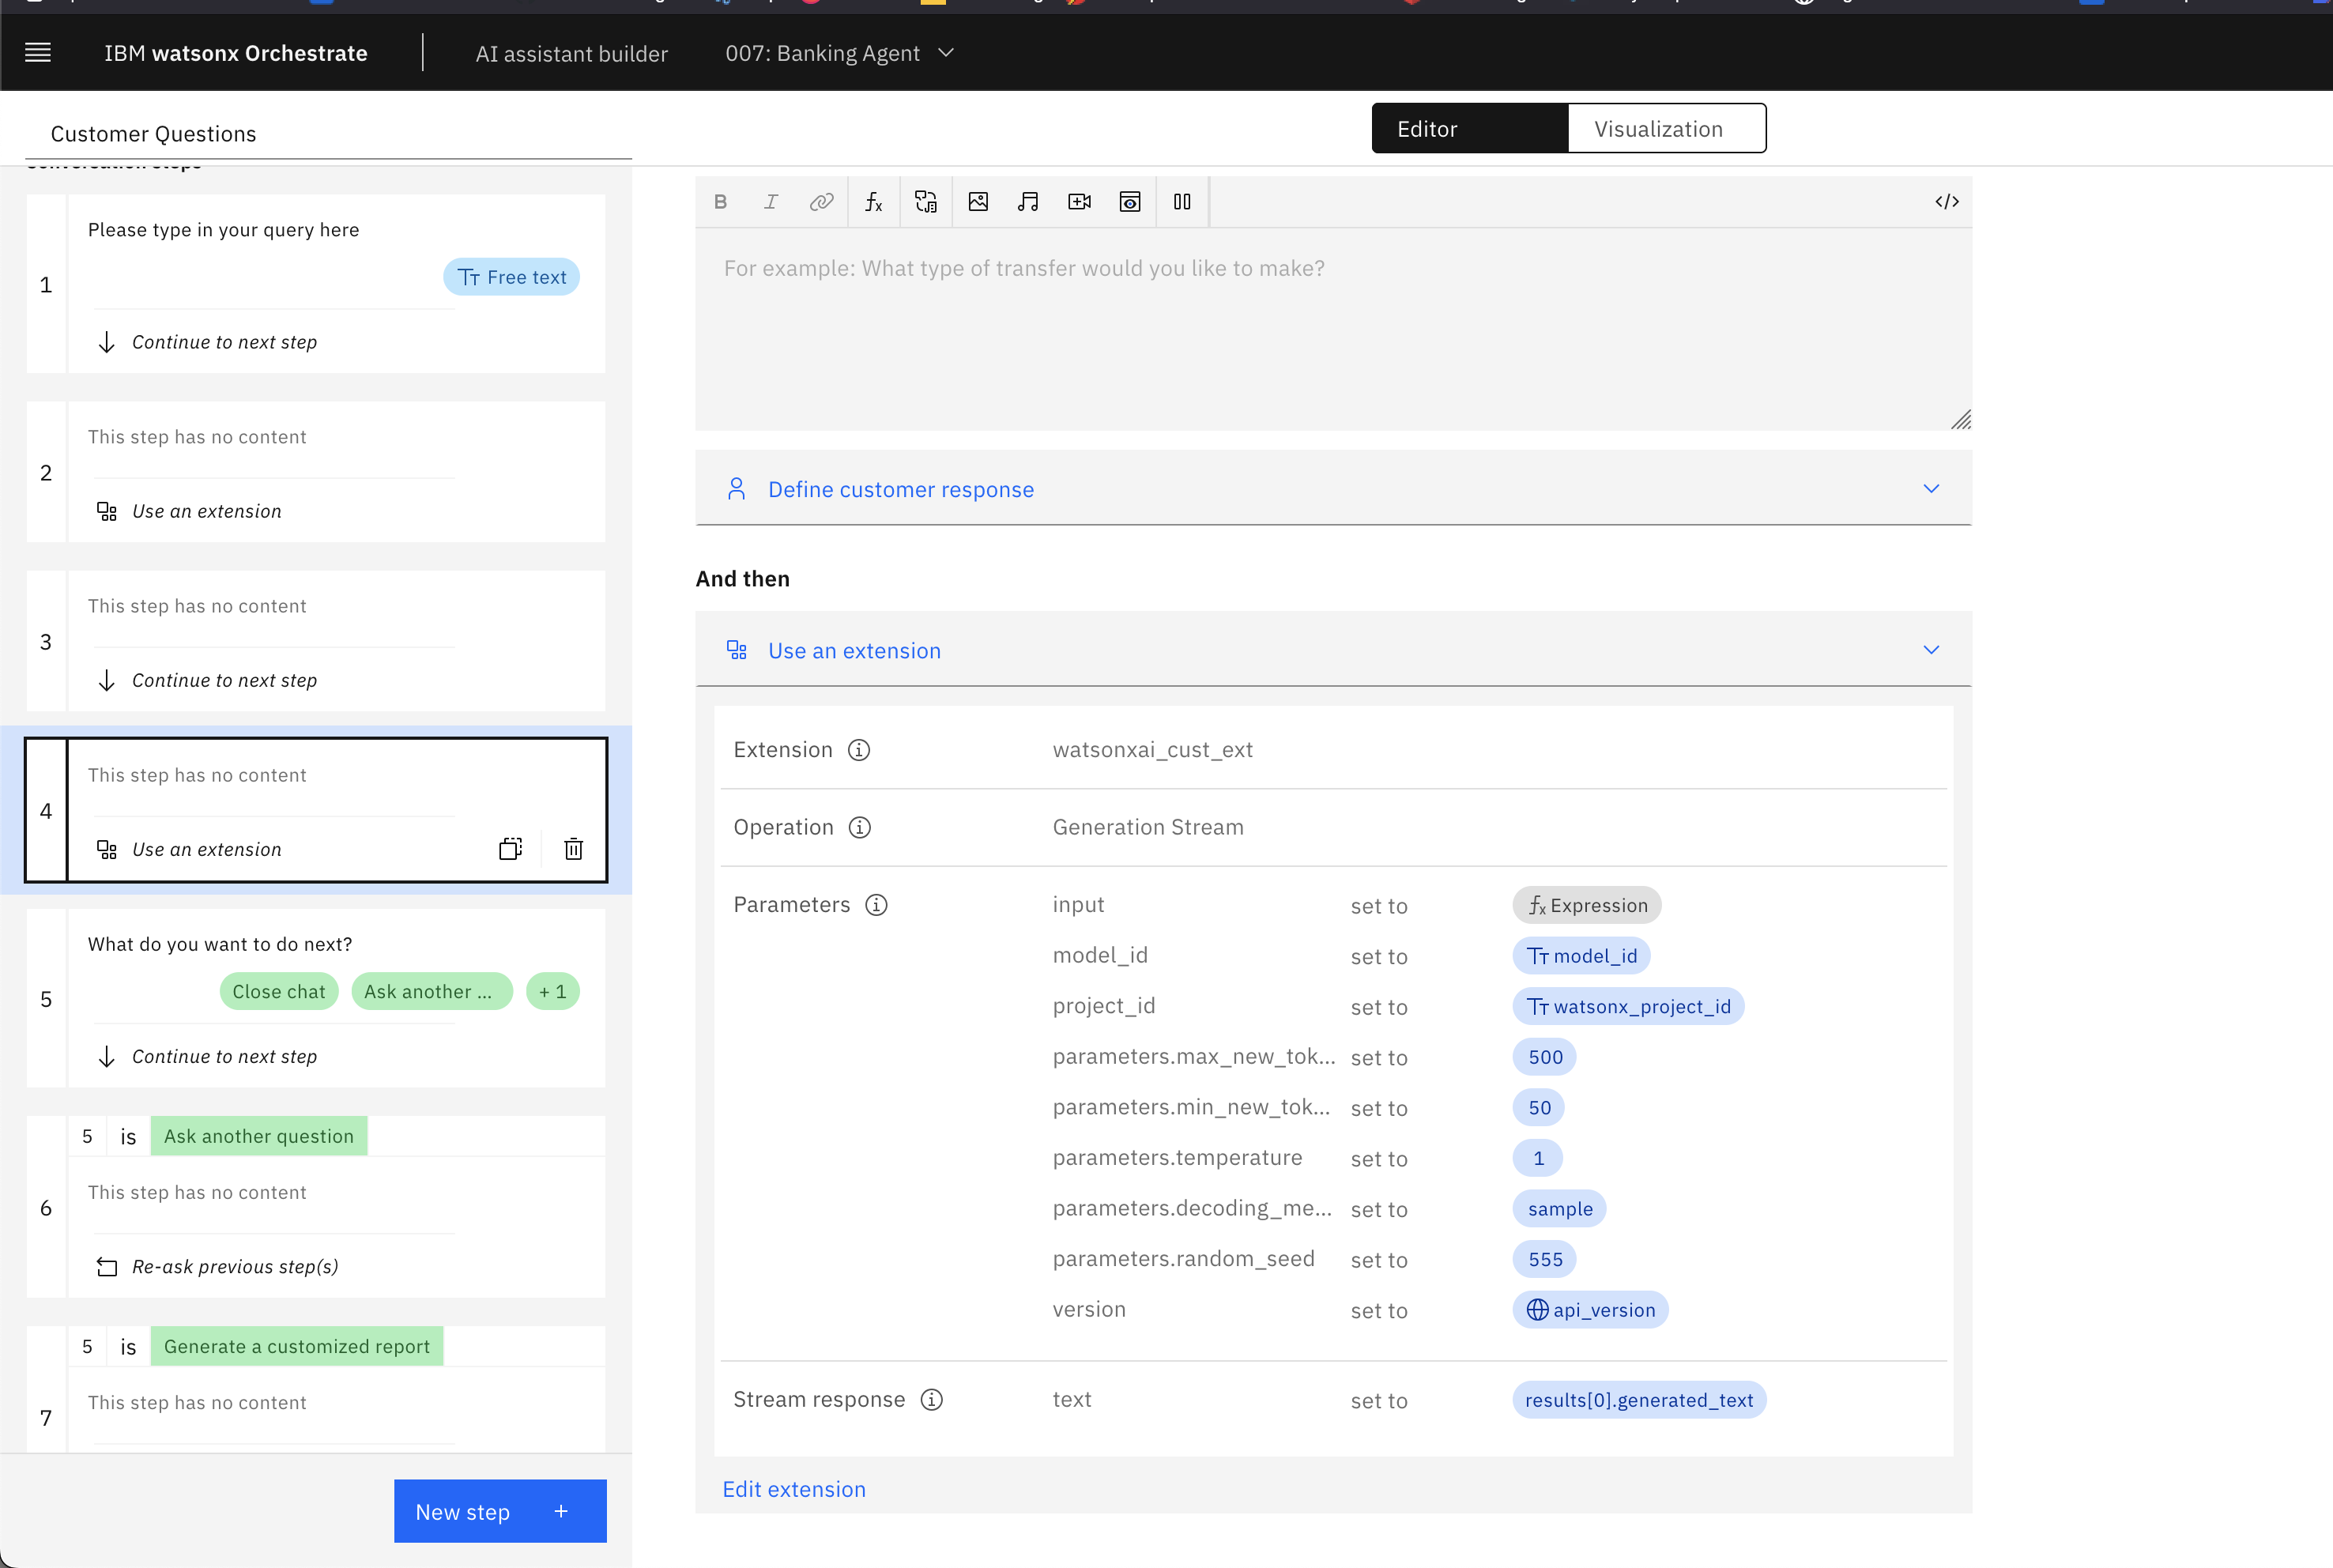 IBM watsonx Orchestrate
AI assistant builder
007: Banking Agent
Customer Questions
Editor
Visualization
Conversation steps
1
Please type in your query here
Free text
Continue to next step
2
This step has no content
Use an extension
3
This step has no content
Continue to next step
4
This step has no content
Use an extension
5
What do you want to do next?
Close chat
Ask another ...
+ 1
Continue to next step
6
5 is Ask another question
This step has no content
Re-ask previous step(s)
7
5 is Generate a customized report
This step has no content
New step +
B I fx </>
For example: What type of transfer would you like to make?
Define customer response
And then
Use an extension
Extension watsonxai_cust_ext
Operation Generation Stream
Parameters input set to fx Expression
model_id set to model_id
project_id set to watsonx_project_id
parameters.max_new_tok... set to 500
parameters.min_new_tok... set to 50
parameters.temperature set to 1
parameters.decoding_me... set to sample
parameters.random_seed set to 555
version set to api_version
Stream response text set to results[0].generated_text
Edit extension